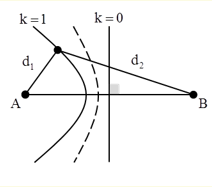 k = 1
k = 0
d₁
d₂
A
B